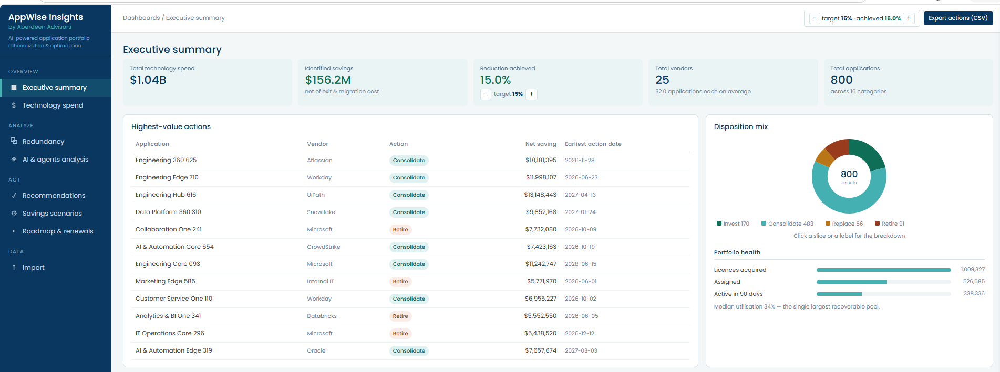 AppWise Insights
by Aberdeen Advisors
AI-powered application portfolio
rationalization & optimization
OVERVIEW
Executive summary
$ Technology spend
ANALYZE
Redundancy
AI & agents analysis
ACT
Recommendations
Savings scenarios
Roadmap & renewals
DATA
Import
Dashboards / Executive summary
− target 15% · achieved 15.0% +
Export actions (CSV)
Executive summary
Total technology spend
$1.04B
Identified savings
$156.2M
net of exit & migration cost
Reduction achieved
15.0%
− target 15% +
Total vendors
25
32.0 applications each on average
Total applications
800
across 16 categories
Highest-value actions
Application Vendor Action Net saving Earliest action date
Engineering 360 625 Atlassian Consolidate $18,181,395 2026-11-28
Engineering Edge 710 Workday Consolidate $11,998,107 2026-06-23
Engineering Hub 616 UiPath Consolidate $13,148,443 2027-04-13
Data Platform 360 310 Snowflake Consolidate $9,852,168 2027-01-24
Collaboration One 241 Microsoft Retire $7,732,080 2026-10-09
AI & Automation Core 654 CrowdStrike Consolidate $7,423,163 2026-10-19
Engineering Core 093 Microsoft Consolidate $11,242,747 2028-06-15
Marketing Edge 585 Internal IT Retire $5,771,970 2026-06-01
Customer Service One 110 Workday Consolidate $6,955,227 2026-10-02
Analytics & BI One 341 Databricks Retire $5,552,550 2026-06-05
IT Operations Core 296 Microsoft Retire $5,438,520 2026-12-12
AI & Automation Edge 319 Oracle Consolidate $7,657,674 2027-03-03
Disposition mix
800
assets
Invest 170 Consolidate 483 Replace 56 Retire 91
Click a slice or a label for the breakdown
Portfolio health
Licences acquired 1,009,327
Assigned 526,685
Active in 90 days 338,336
Median utilisation 34% — the single largest recoverable pool.